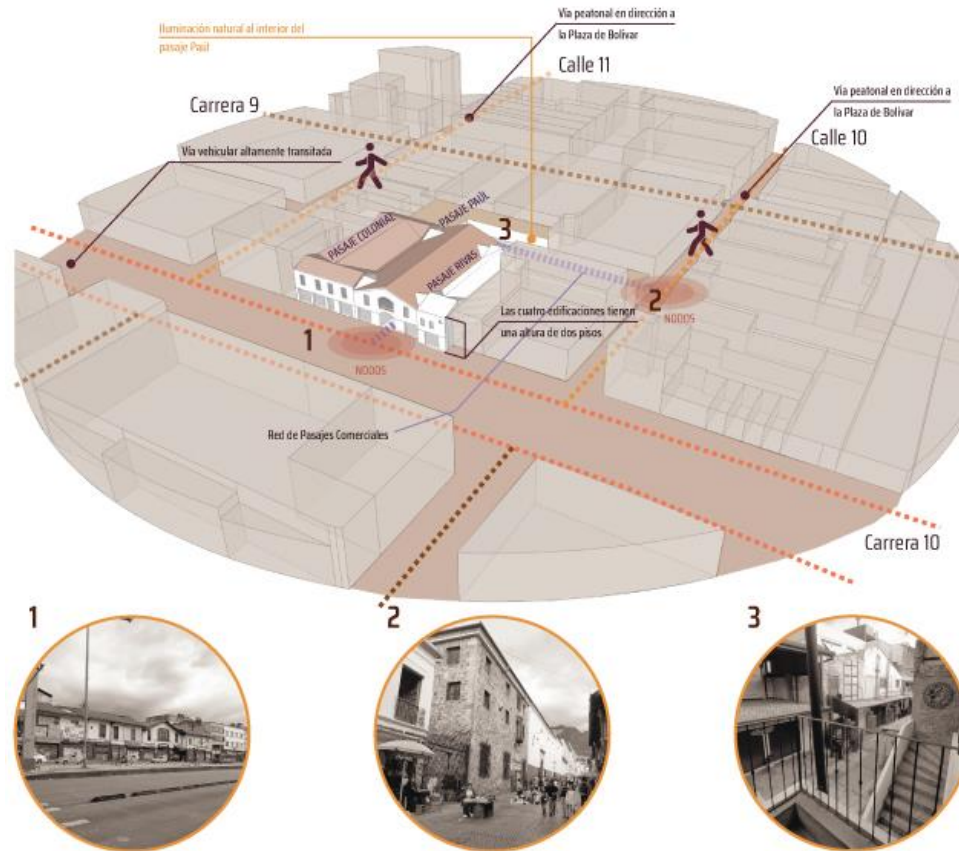 Iluminación natural al interior del
pasaje Paúl
Vía peatonal en dirección a
la Plaza de Bolívar
Calle 11
Vía peatonal en dirección a
la Plaza de Bolívar
Calle 10
Carrera 9
Vía vehicular altamente transitada
PASAJE COLONIAL
PASAJE PAÚL
PASAJE RIVAS
3
2
NODOS
1
NODOS
Las cuatro edificaciones tienen
una altura de dos pisos
Red de Pasajes Comerciales
Carrera 10
1
2
3